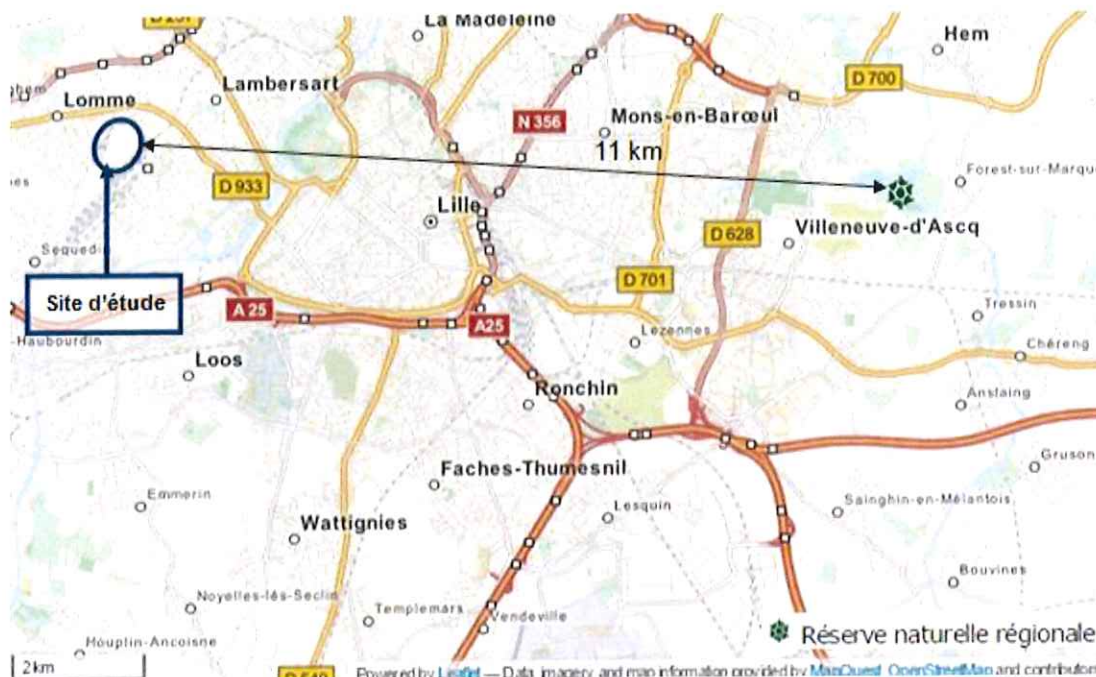 La Madeleine
Hem
D 700
Lambersart
Lomme
N 356
Mons-en-Barœul
11 km
Forest-sur-Marque
D 933
Lille
Villeneuve-d'Ascq
D 628
Sequedin
D 701
Site d'étude
A 25
A25
Tressin
Haubourdin
Lezennes
Chéreng
Loos
Ronchin
Anstaing
Faches-Thumesnil
Gruson
Emmerin
Lesquin
Sainghin-en-Mélantois
Wattignies
Bouvines
Noyelles-lés-Seclin
Templemars
Vendeville
Réserve naturelle régionale
Houplin-Ancoisne
2km
Powered by Leaflet — Data, imagery and map information provided by MapQuest, OpenStreetMap and contributors